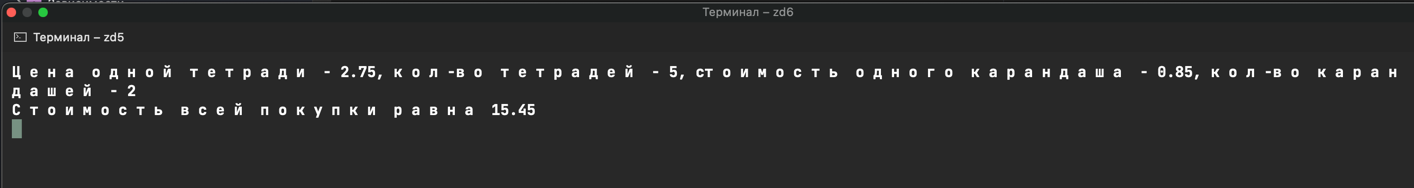 Терминал – zd6
Терминал – zd5
Цена одной тетради - 2.75, кол-во тетрадей - 5, стоимость одного карандаша - 0.85, кол-во каран
дашей - 2
Стоимость всей покупки равна 15.45